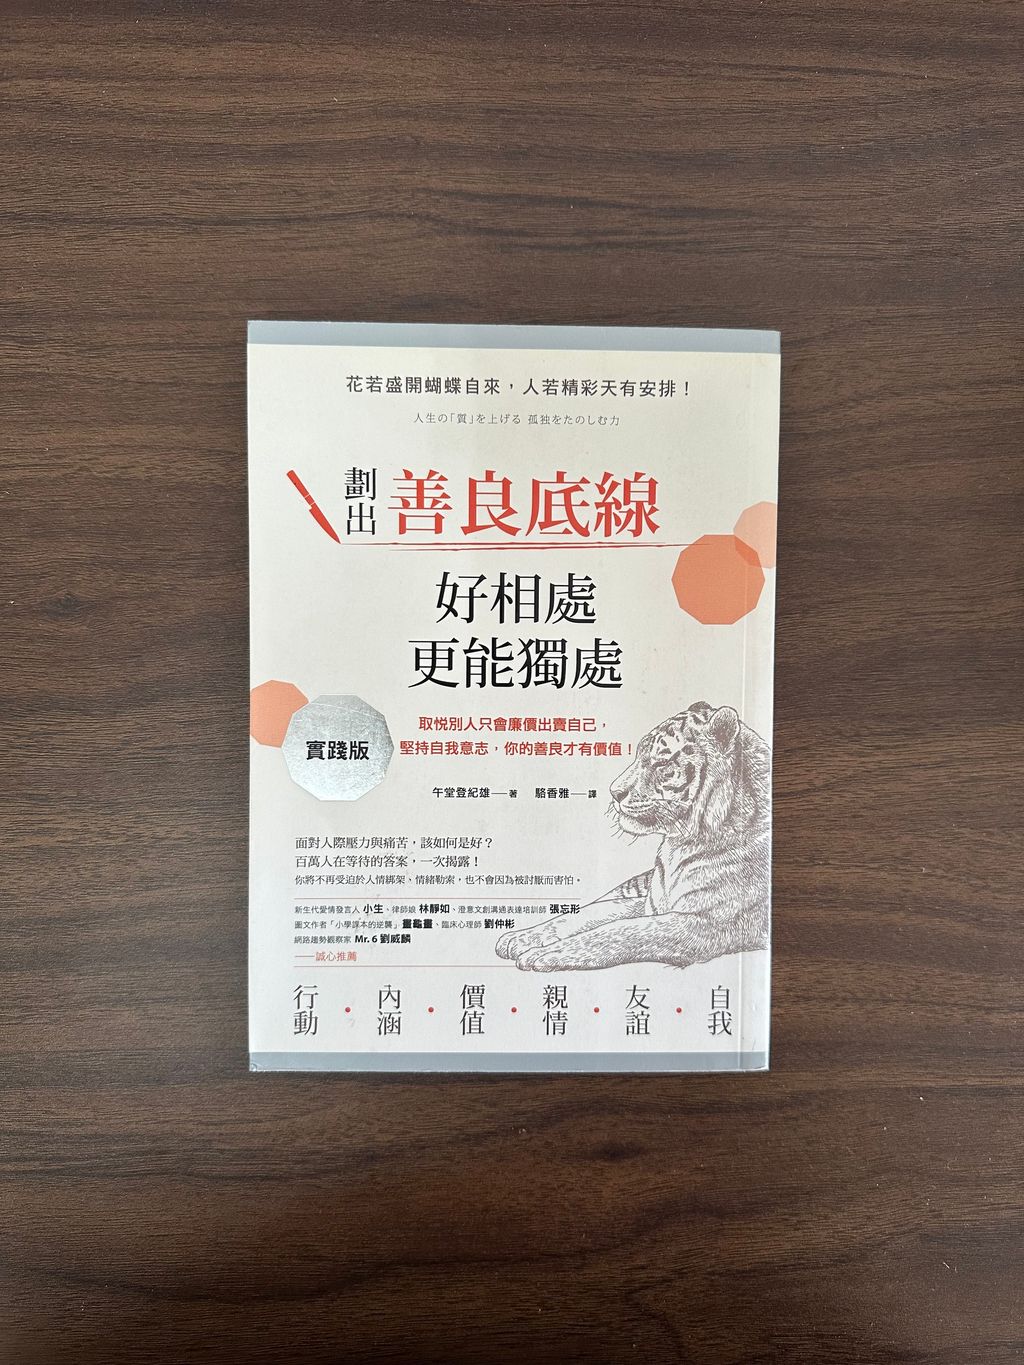 花若盛開蝴蝶自來，人若精彩天有安排！
人生の「質」を上げる 孤独をたのしむ力
劃出 善良底線
好相處
更能獨處
實踐版
取悅別人只會廉價出賣自己，
堅持自我意志，你的善良才有價值！
午堂登紀雄──著　駱香雅──譯
面對人際壓力與痛苦，該如何是好？
百萬人在等待的答案，一次揭露！
你將不再受迫於人情綁架、情緒勒索，也不會因為被討厭而害怕。
新生代愛情發言人 小生、律師娘 林靜如、澄意文創溝通表達培訓師 張忘形
圖文作者「小學課本的逆襲」畫龜畫、臨床心理師 劉仲彬
網路趨勢觀察家 Mr. 6 劉威麟
──誠心推薦
行動・內涵・價值・親情・友誼・自我